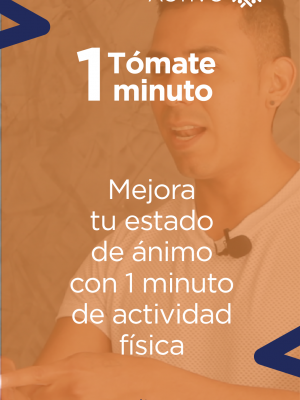 1 Tómate
minuto
Mejora
tu estado
de ánimo
con 1 minuto
de actividad
física